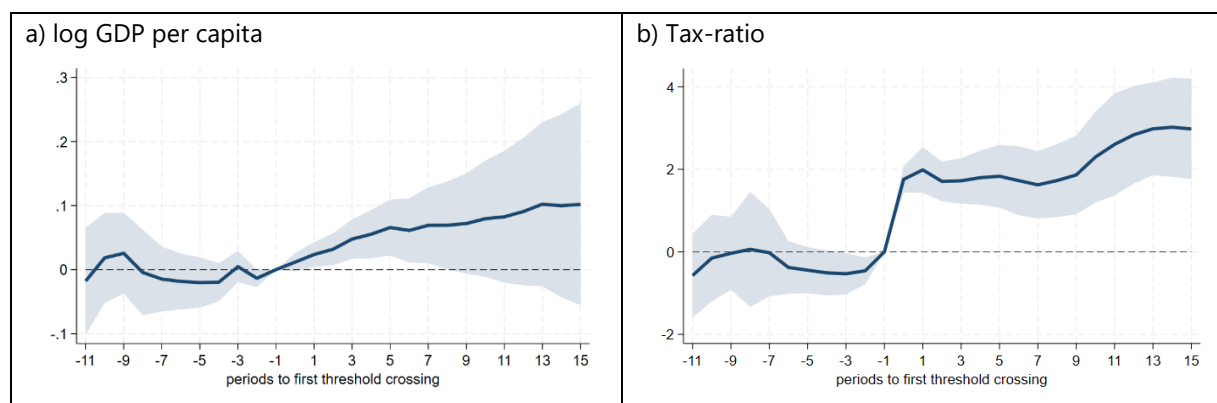 a) log GDP per capita
.3
.2
.1
0
-.1
-11 -9 -7 -5 -3 -1 1 3 5 7 9 11 13 15
periods to first threshold crossing
b) Tax-ratio
4
2
0
-2
-11 -9 -7 -5 -3 -1 1 3 5 7 9 11 13 15
periods to first threshold crossing